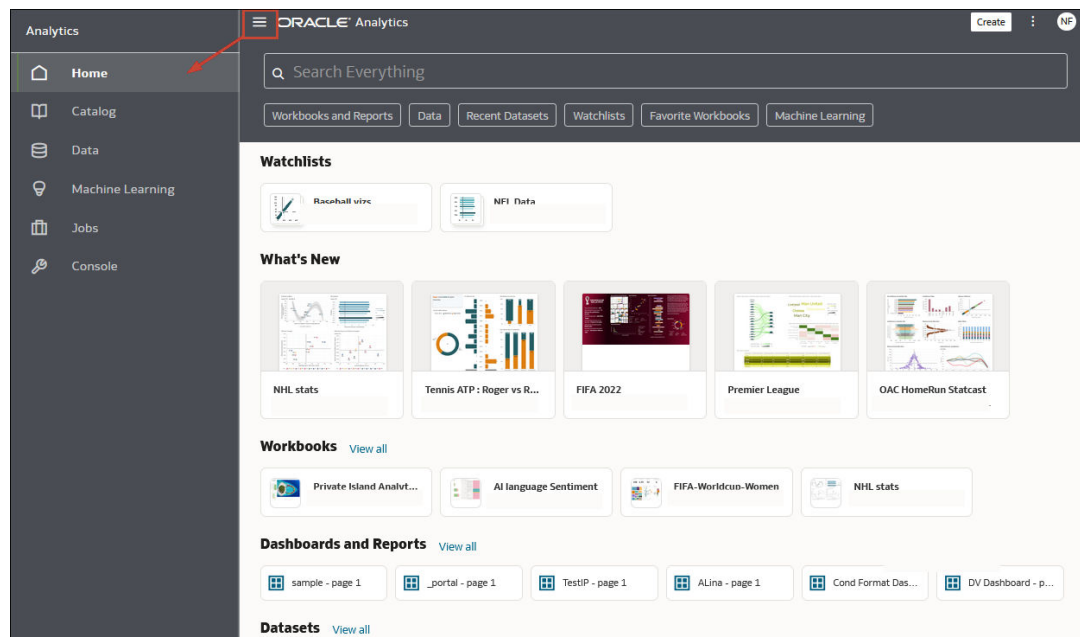 Analytics
Home
Catalog
Data
Machine Learning
Jobs
Console
ORACLE Analytics
Create
NF
Search Everything
Workbooks and Reports
Data
Recent Datasets
Watchlists
Favorite Workbooks
Machine Learning
Watchlists
Baseball vizs
NFL Data
What's New
NHL stats
Tennis ATP : Roger vs R...
FIFA 2022
Premier League
OAC HomeRun Statcast
Workbooks View all
Private Island Analyt...
AI language Sentiment
FIFA-Worldcup-Women
NHL stats
Dashboards and Reports View all
sample - page 1
_portal - page 1
TestIP - page 1
ALina - page 1
Cond Format Das...
DV Dashboard - p...
Datasets View all